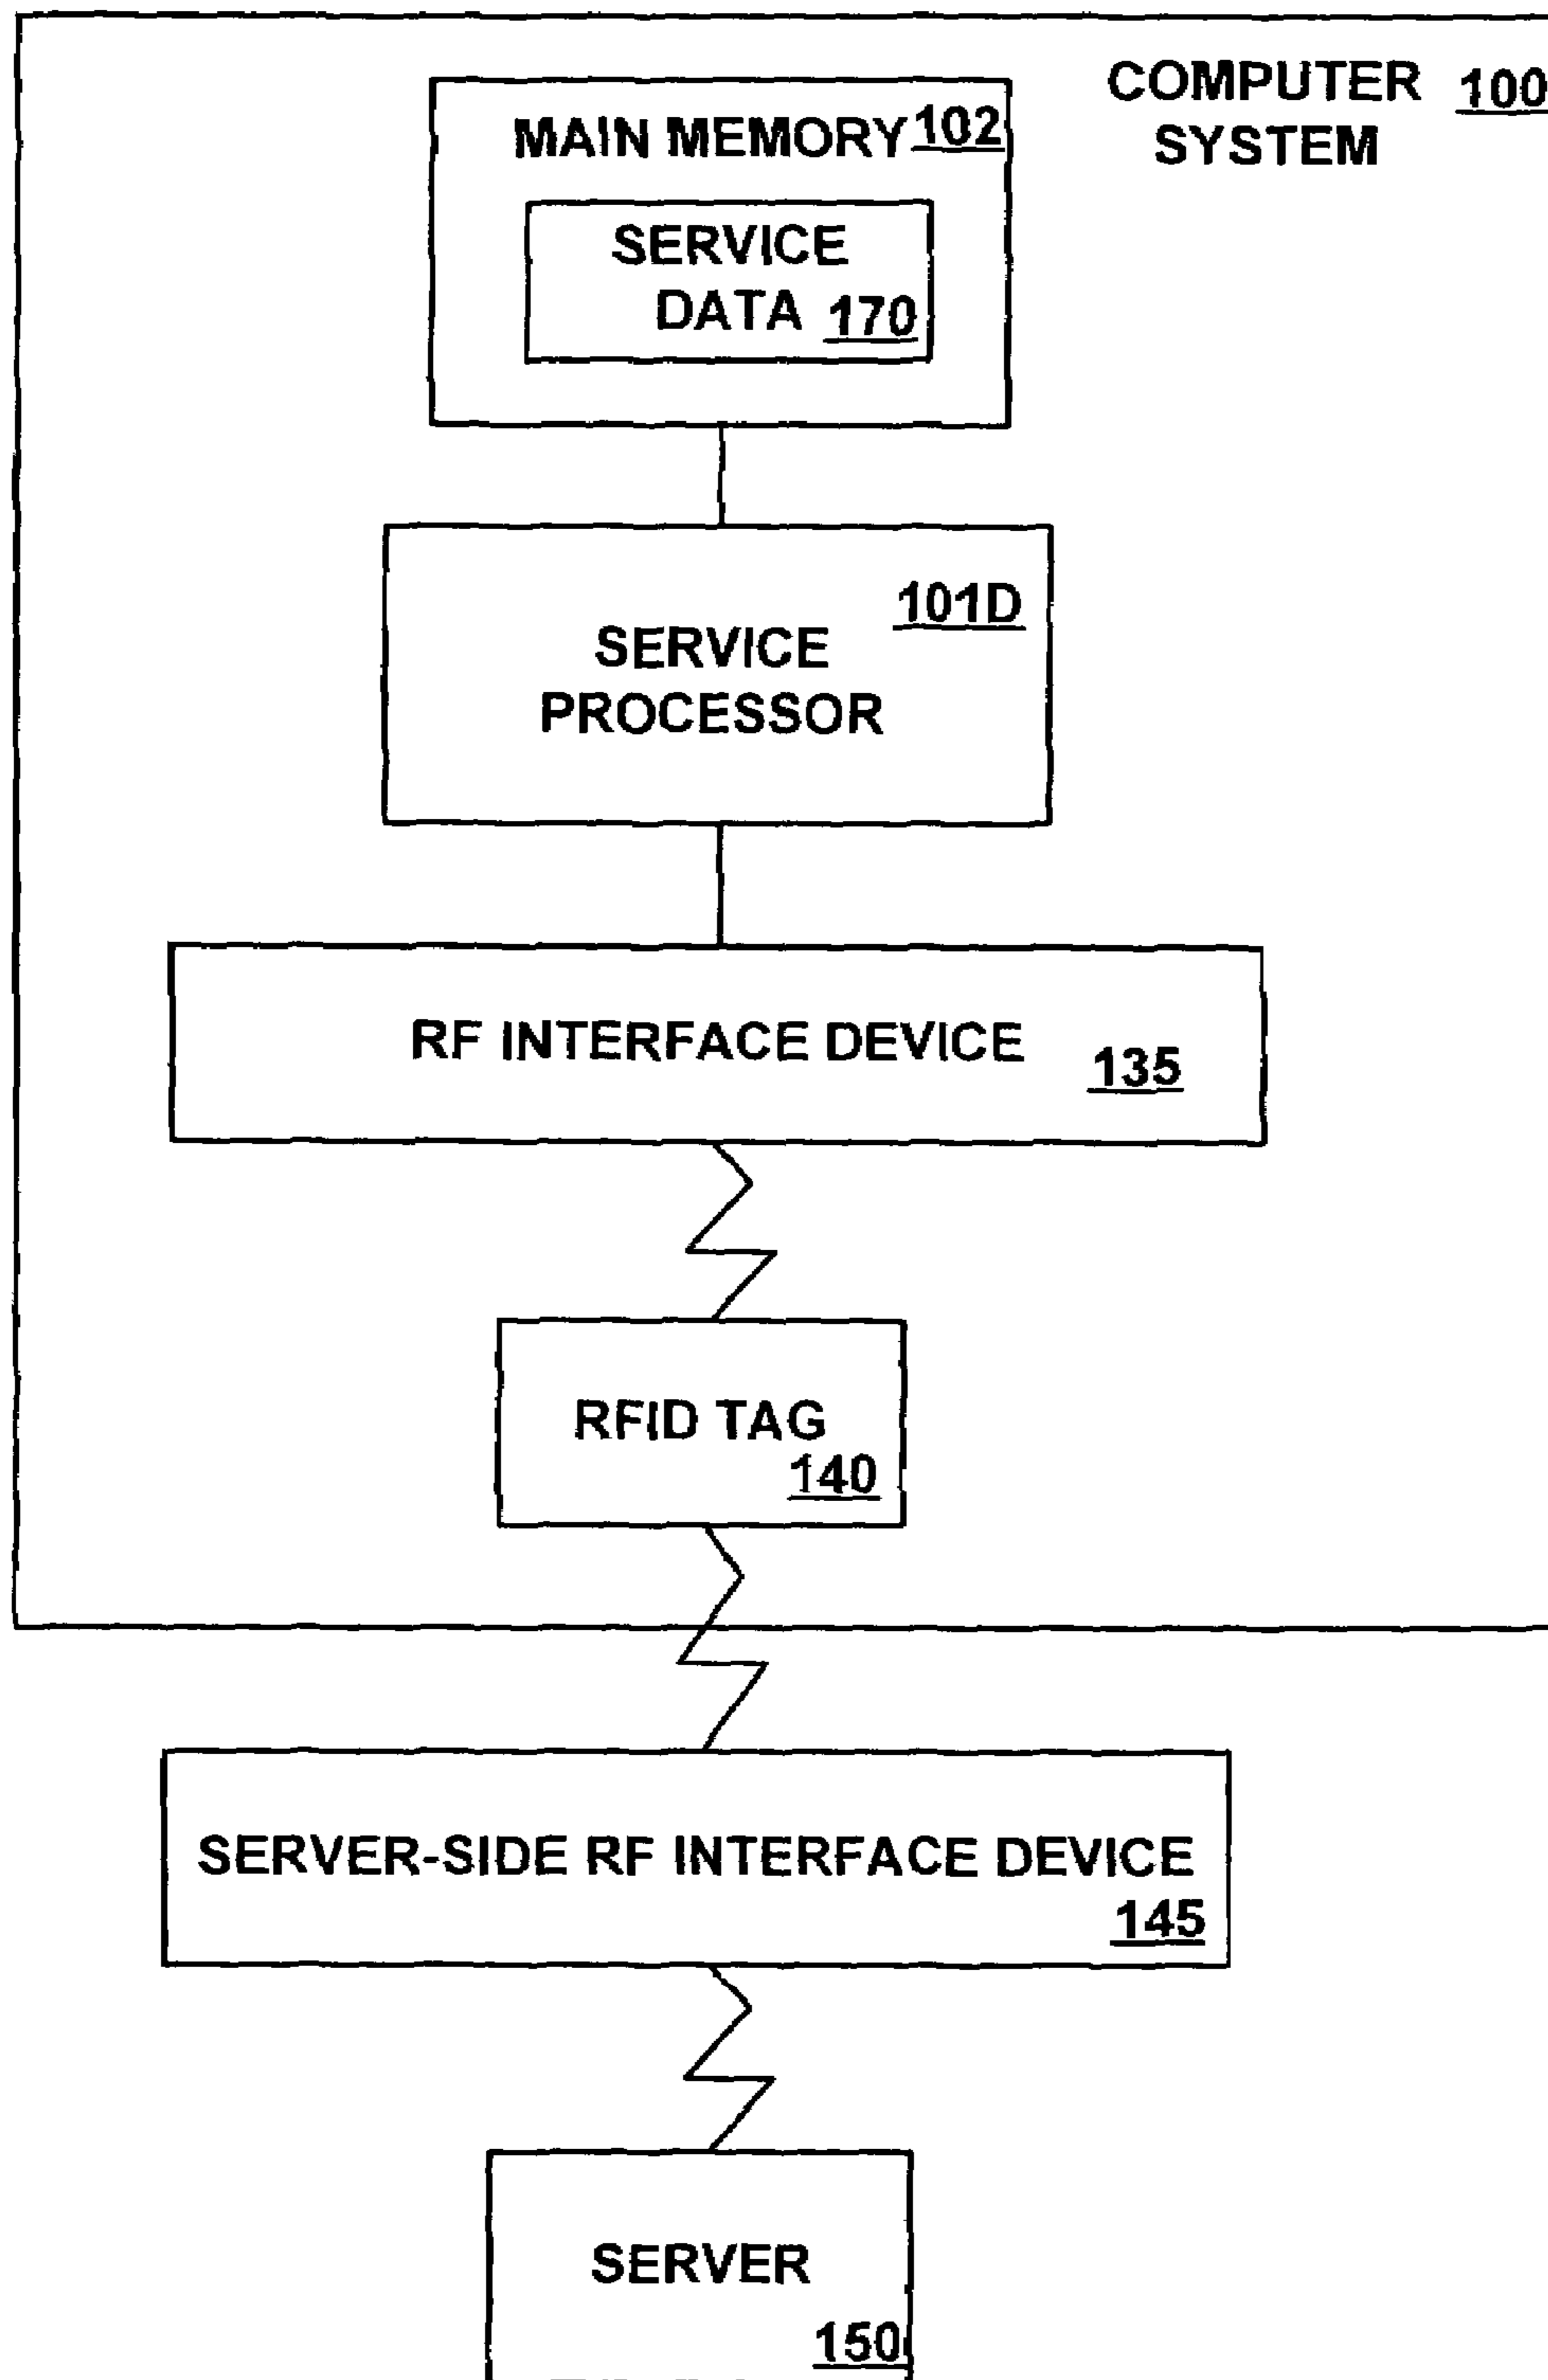 COMPUTER 100
SYSTEM
MAIN MEMORY 102
SERVICE
DATA 170
101D
SERVICE
PROCESSOR
RF INTERFACE DEVICE 135
RFID TAG
140
SERVER-SIDE RF INTERFACE DEVICE
145
SERVER
150